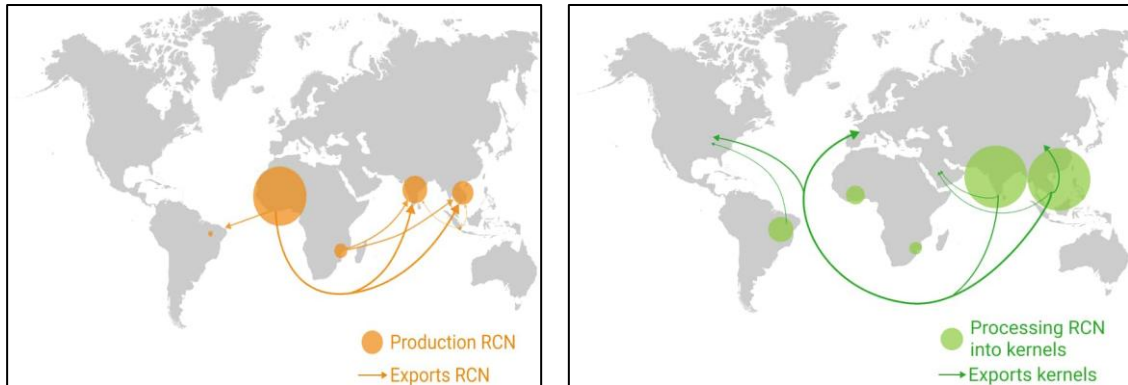 Production RCN
Exports RCN
Processing RCN
into kernels
Exports kernels